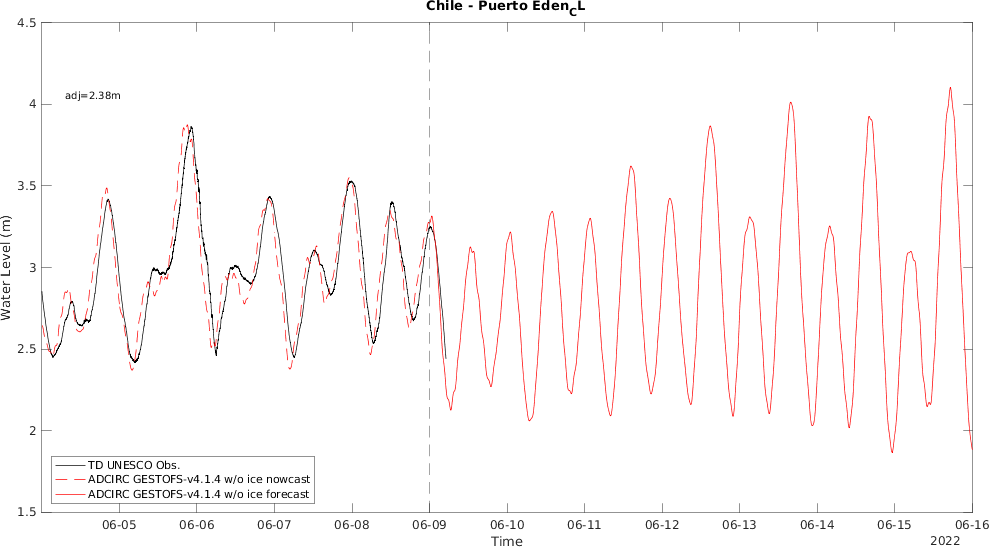 Chile - Puerto Eden_CL
4.5
4
3.5
3
2.5
2
1.5
Water Level (m)
adj=2.38m
TD UNESCO Obs.
ADCIRC GESTOFS-v4.1.4 w/o ice nowcast
ADCIRC GESTOFS-v4.1.4 w/o ice forecast
06-05 06-06 06-07 06-08 06-09 06-10 06-11 06-12 06-13 06-14 06-15 06-16
Time
2022